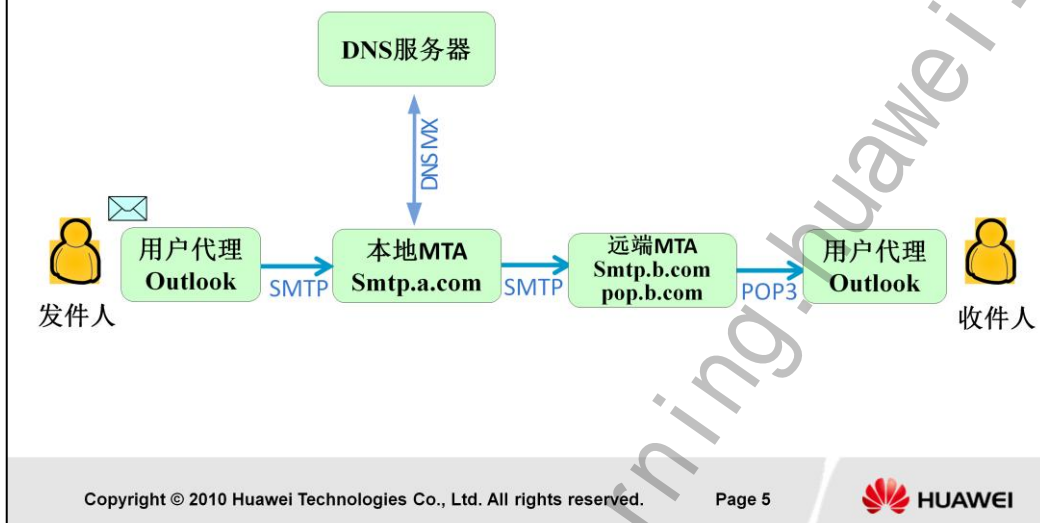 DNS服务器
DNS MX
用户代理
Outlook
SMTP
本地MTA
Smtp.a.com
SMTP
远端MTA
Smtp.b.com
pop.b.com
POP3
用户代理
Outlook
发件人
收件人
rning.huawei.
Copyright © 2010 Huawei Technologies Co., Ltd. All rights reserved.
Page 5
HUAWEI